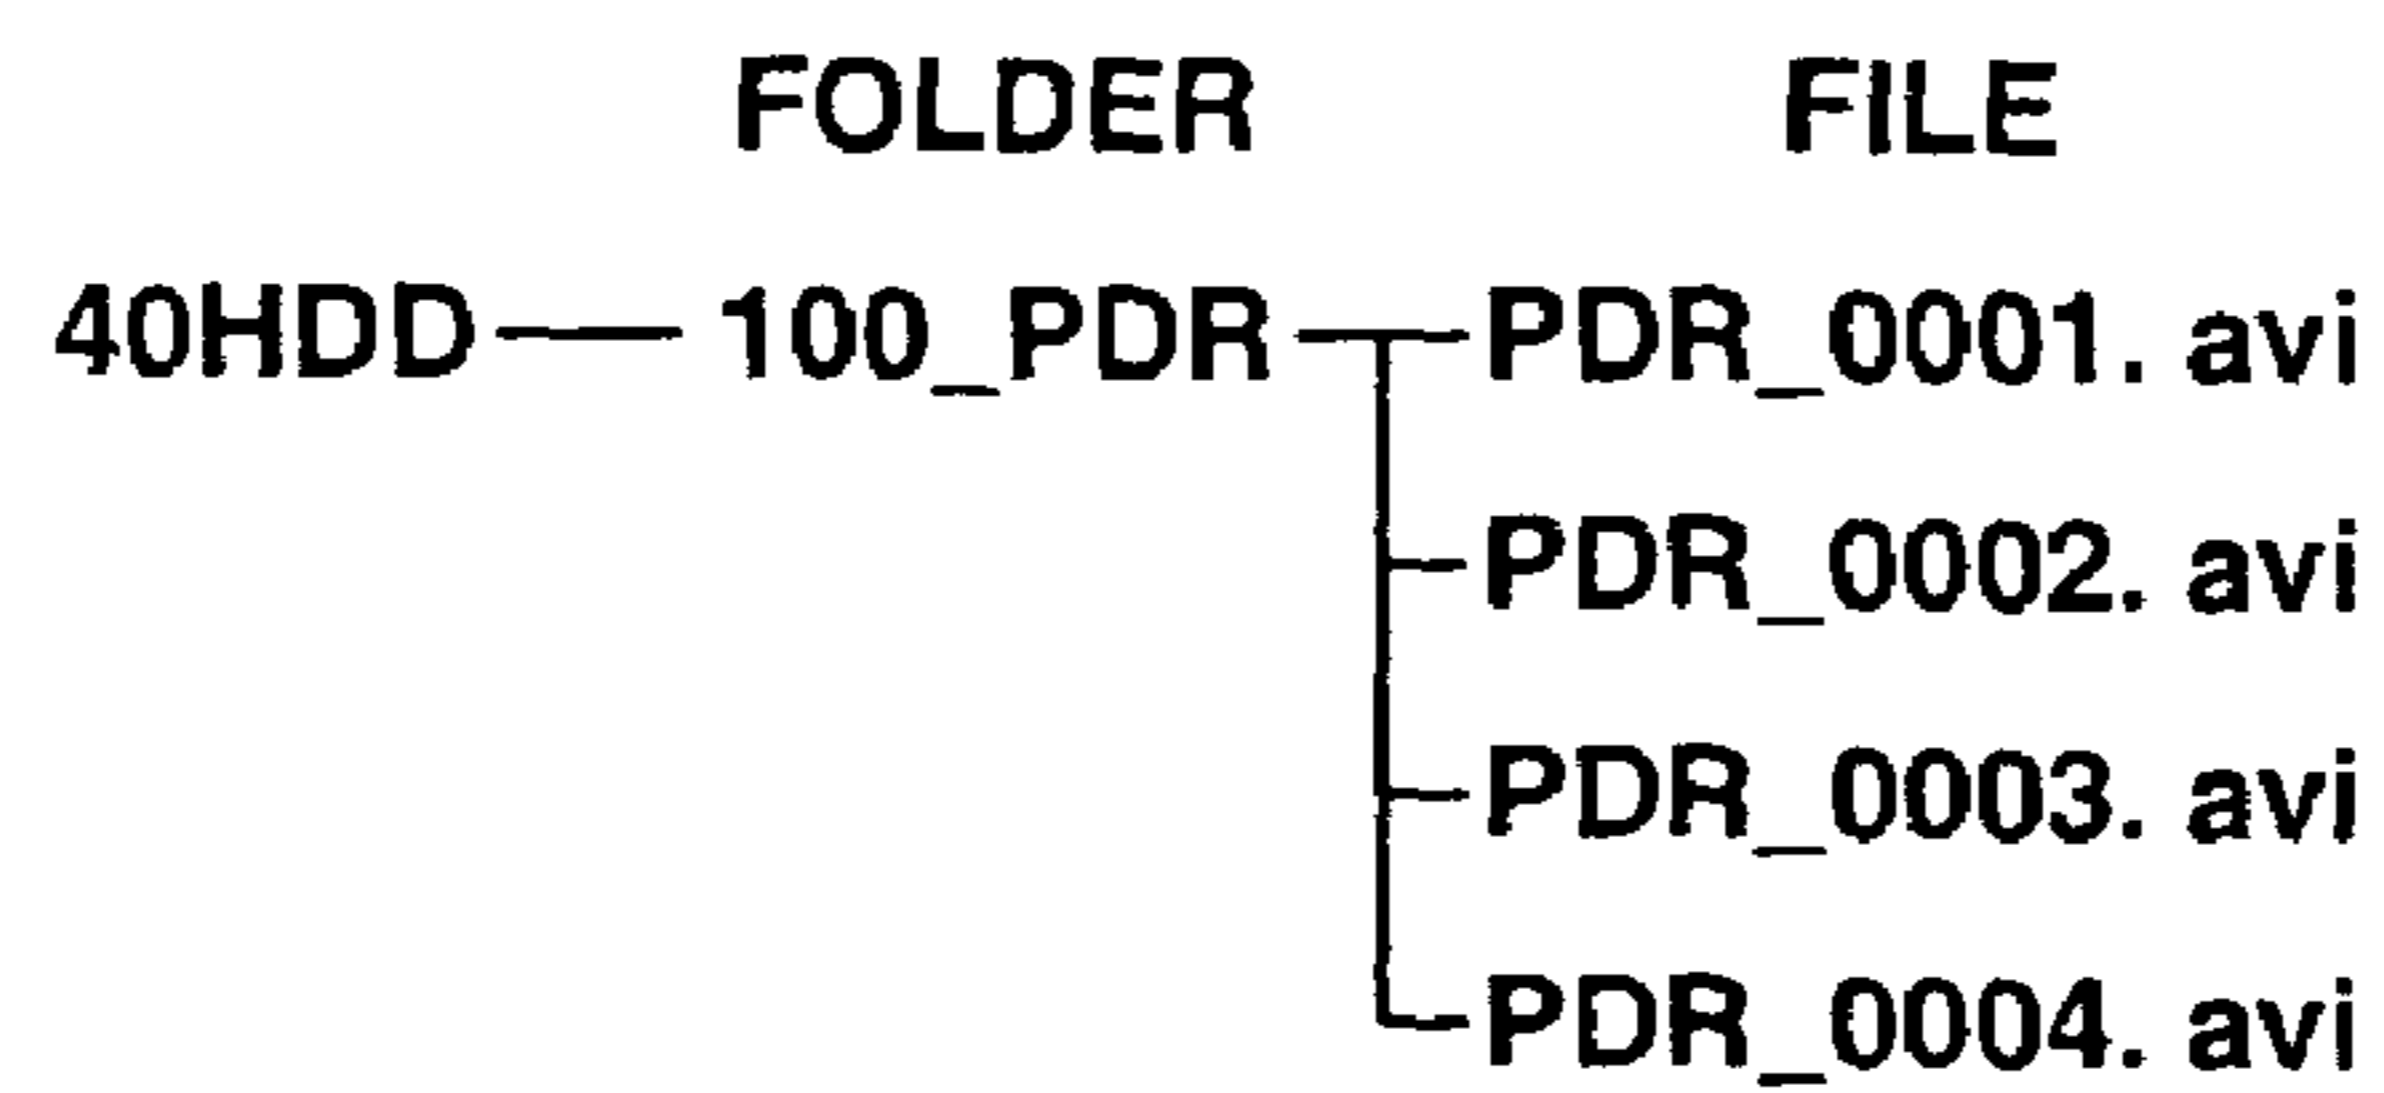 FOLDER FILE
40HDD 100_PDR PDR_0001. avi
PDR_0002. avi
PDR_0003. avi
PDR_0004. avi